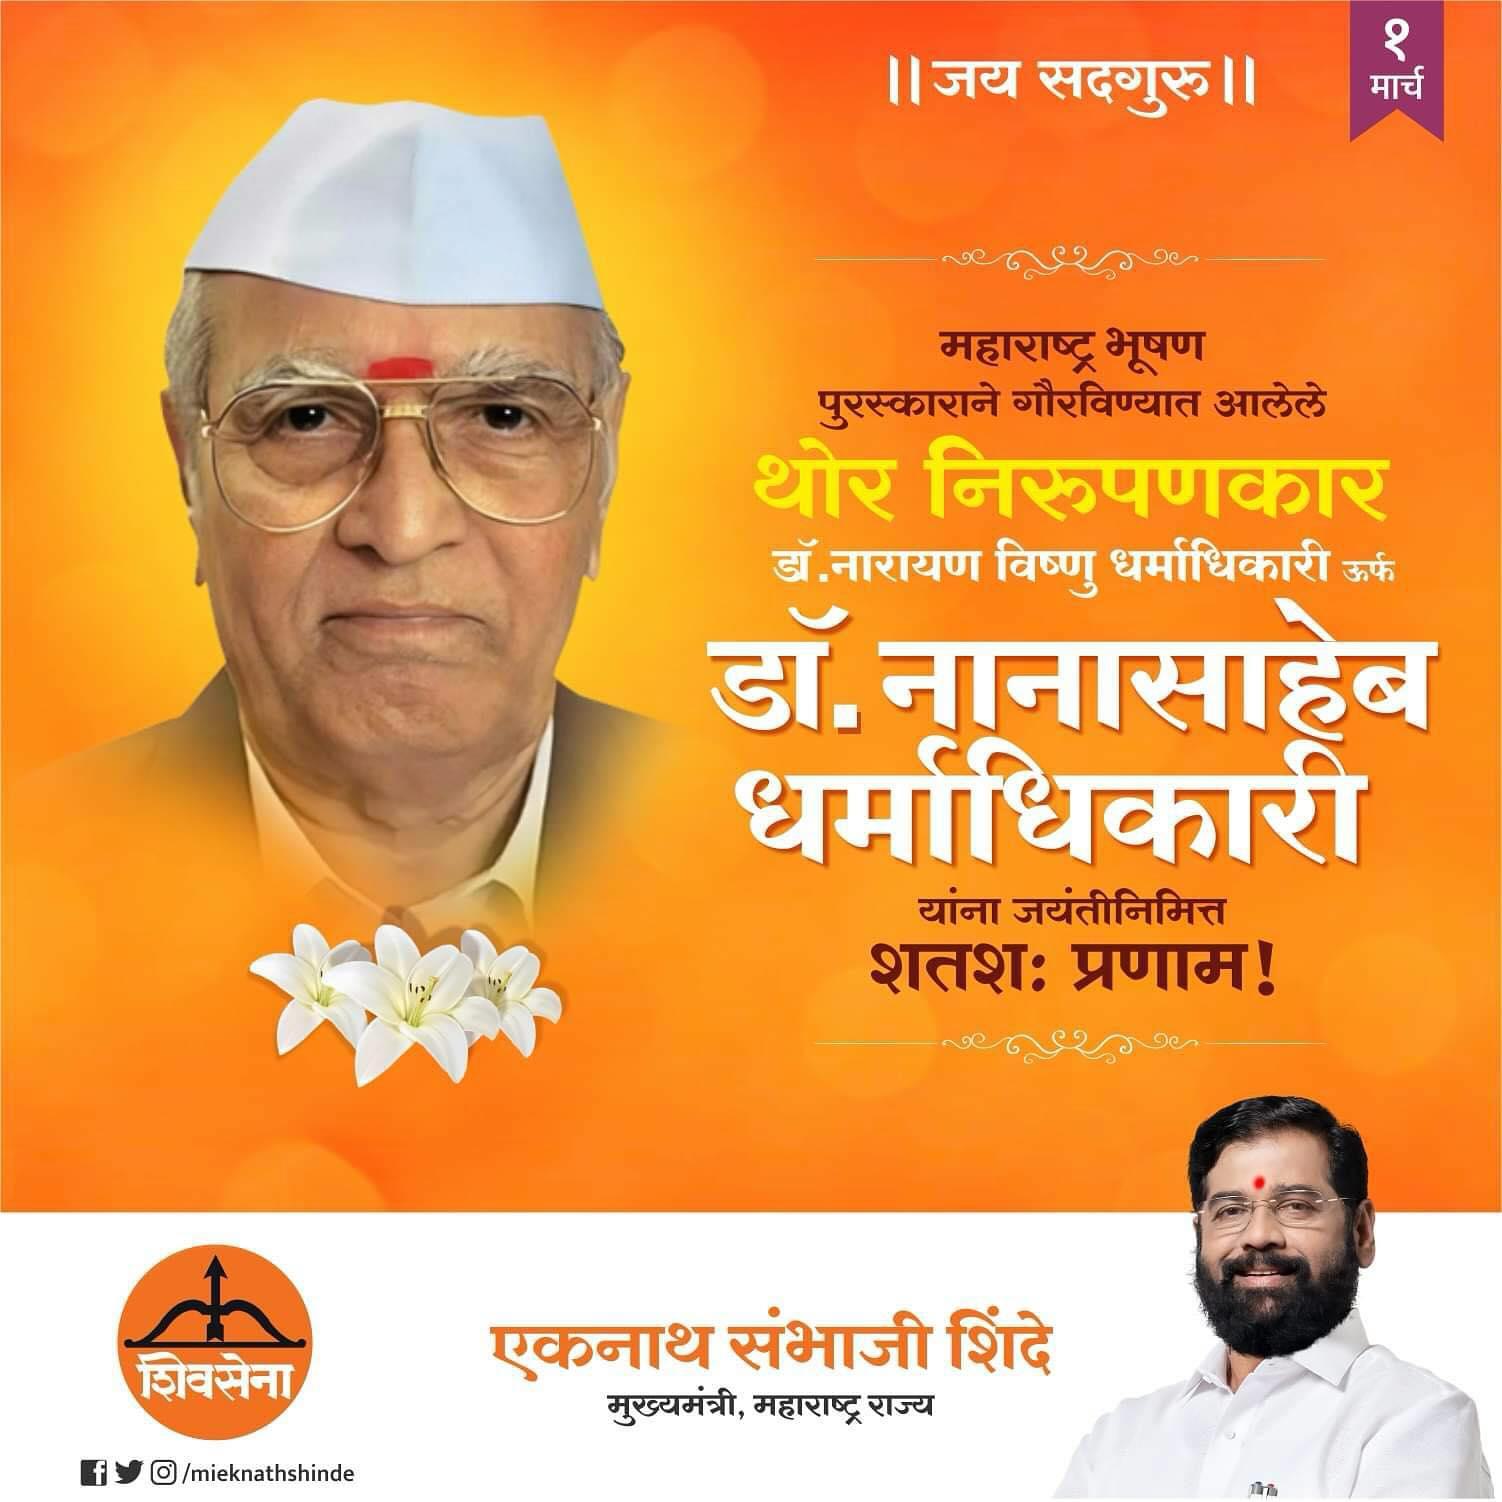 ॥जय सदगुरू॥
१
मार्च
महाराष्ट्र भूषण
पुरस्काराने गौरविण्यात आलेले
थोर निरूपणकार
डॉ.नारायण विष्णु धर्माधिकारी ऊर्फ
डॉ. नानासाहेब
धर्माधिकारी
यांना जयंतीनिमित्त
शतशः प्रणाम!
शिवसेना
एकनाथ संभाजी शिंदे
मुख्यमंत्री, महाराष्ट्र राज्य
/mieknathshinde